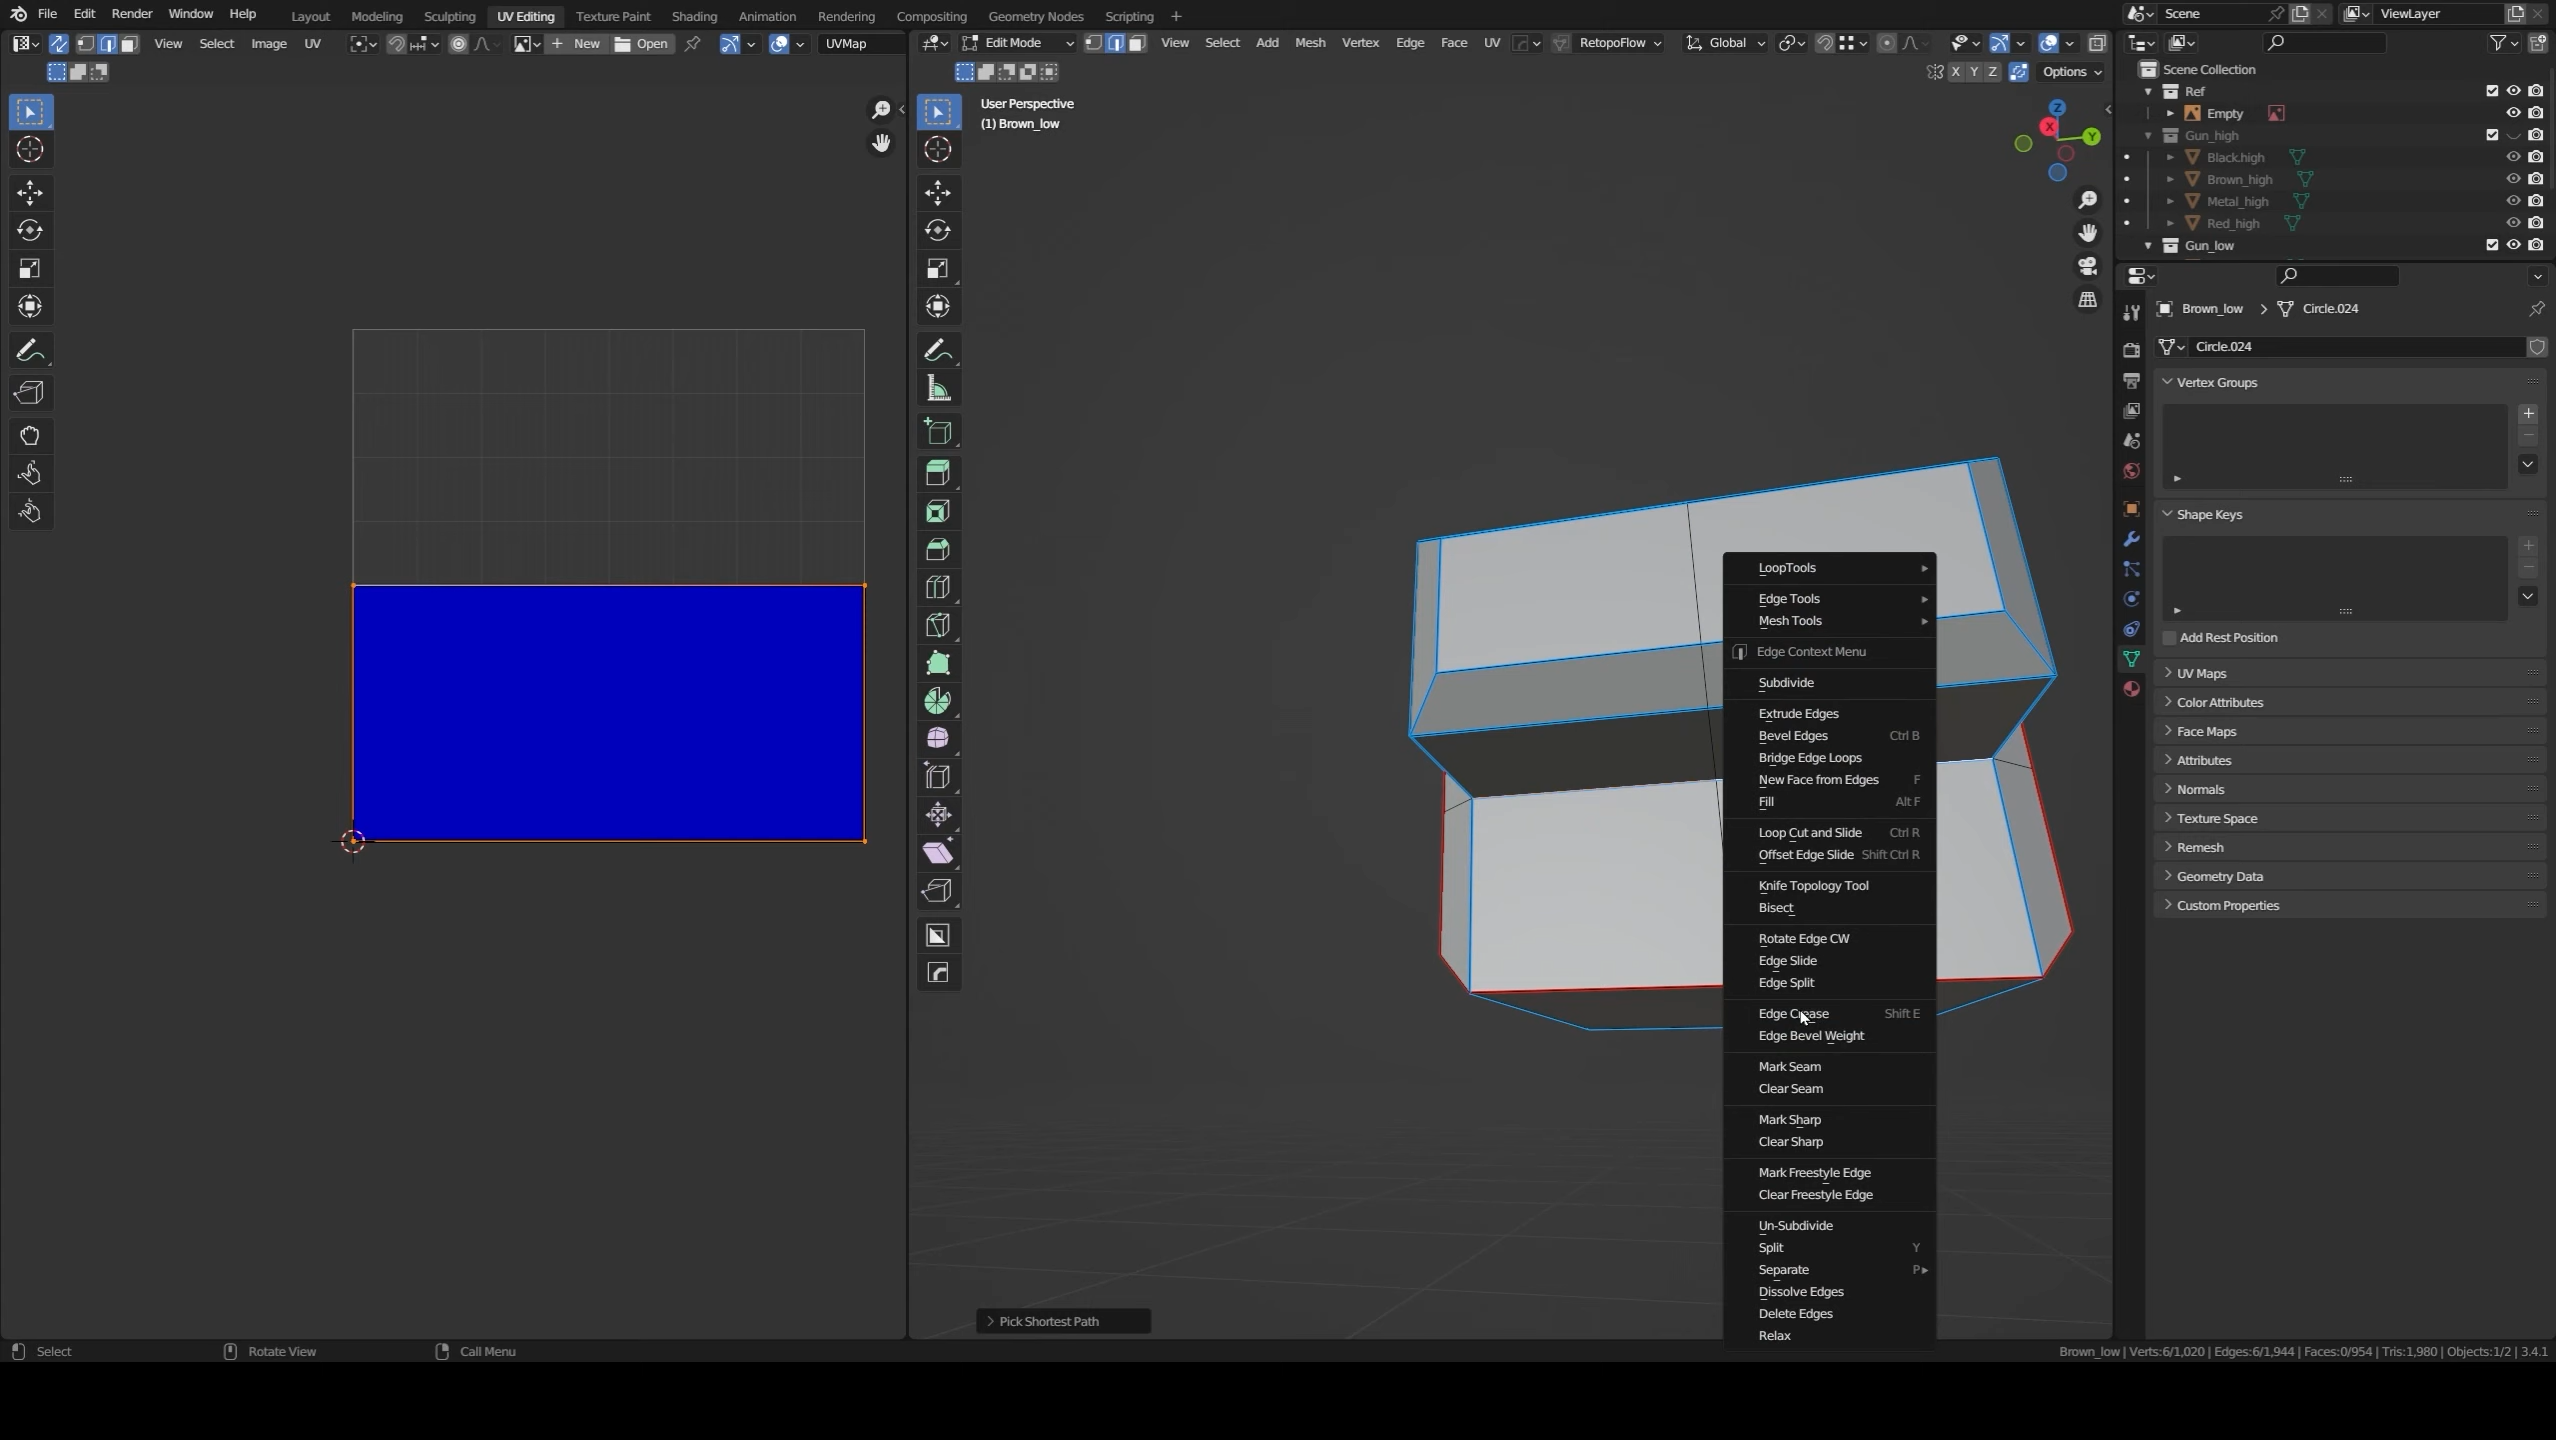 File Edit Render Window Help Layout Modeling Sculpting UV Editing Texture Paint Shading Animation Rendering Compositing Geometry Nodes Scripting + Scene ViewLayer
View Select Image UV New Open UVMap
Edit Mode View Select Add Mesh Vertex Edge Face UV RetopoFlow Global
X Y Z Options
User Perspective
(1) Brown_low
Z
X
Y
LoopTools
Edge Tools
Mesh Tools
Edge Context Menu
Subdivide
Extrude Edges
Bevel Edges Ctrl B
Bridge Edge Loops
New Face from Edges F
Fill Alt F
Loop Cut and Slide Ctrl R
Offset Edge Slide Shift Ctrl R
Knife Topology Tool
Bisect
Rotate Edge CW
Edge Slide
Edge Split
Edge Crease Shift E
Edge Bevel Weight
Mark Seam
Clear Seam
Mark Sharp
Clear Sharp
Mark Freestyle Edge
Clear Freestyle Edge
Un-Subdivide
Split Y
Separate P
Dissolve Edges
Delete Edges
Relax
Pick Shortest Path
Scene Collection
Ref
Empty
Gun_high
Black.high
Brown_high
Metal_high
Red_high
Gun_low
Brown_low Circle.024
Circle.024
Vertex Groups
Shape Keys
Add Rest Position
UV Maps
Color Attributes
Face Maps
Attributes
Normals
Texture Space
Remesh
Geometry Data
Custom Properties
Select Rotate View Call Menu
Brown_low | Verts:6/1,020 | Edges:6/1,944 | Faces:0/954 | Tris:1,980 | Objects:1/2 | 3.4.1